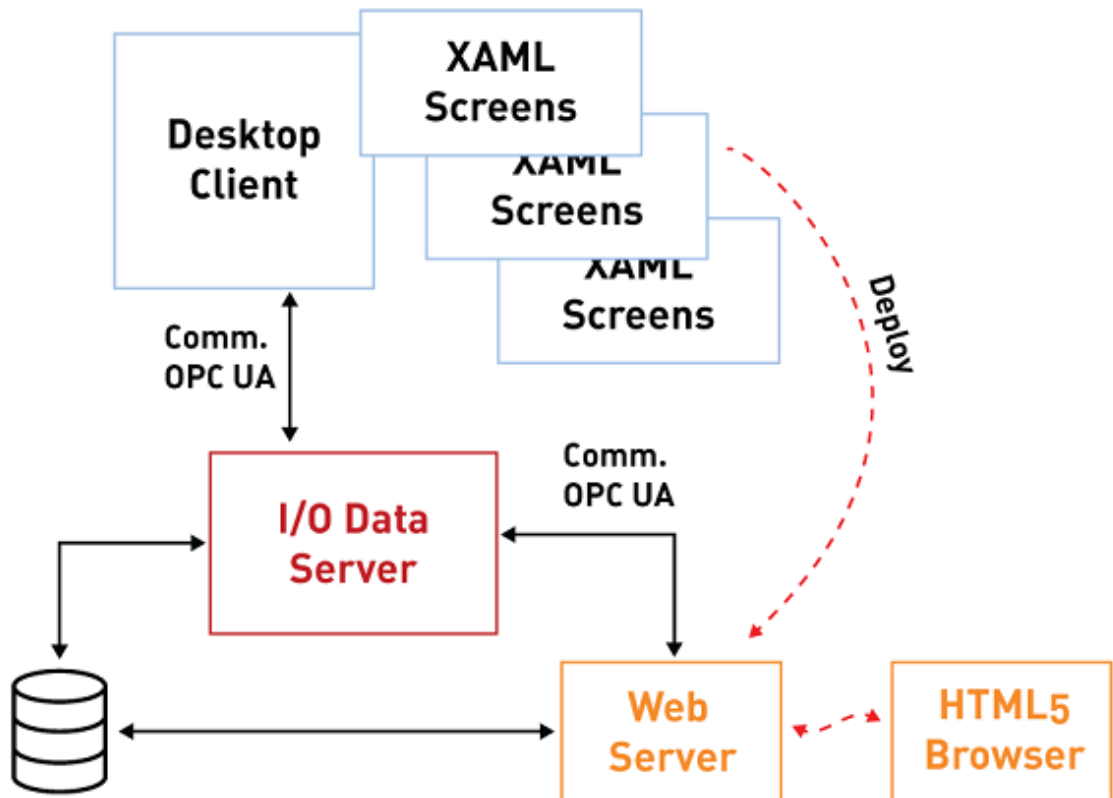 XAML
Screens
Desktop
Client
XAML
Screens
XAML
Screens
Deploy
Comm.
OPC UA
Comm.
OPC UA
I/O Data
Server
Web
Server
HTML5
Browser